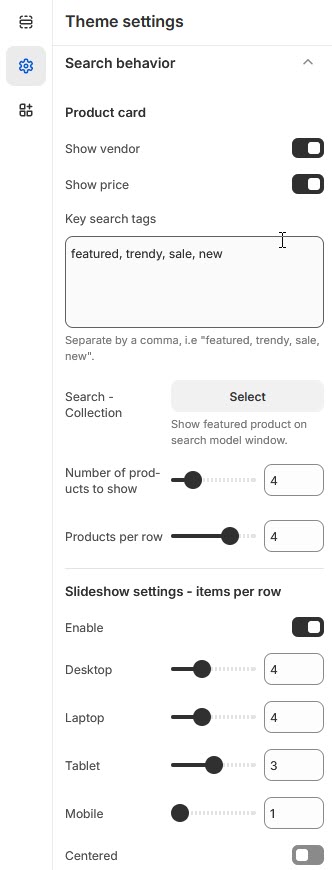 Theme settings
Search behavior
Product card
Show vendor
Show price
Key search tags
featured, trendy, sale, new
Separate by a comma, i.e "featured, trendy, sale,
new".
Search -
Collection
Select
Show featured product on
search model window.
Number of prod-
ucts to show
4
Products per row
4
Slideshow settings - items per row
Enable
Desktop
4
Laptop
4
Tablet
3
Mobile
1
Centered